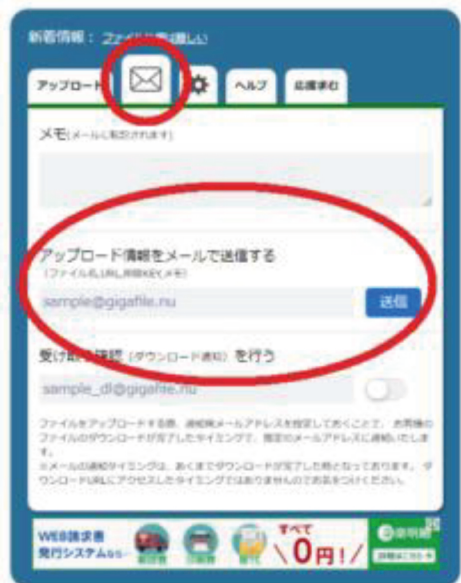 新着情報：
アップロード
ヘルプ
応援求む
メモ(メールに転記されます)
アップロード情報をメールで送信する
(ファイル名,URL,削除KEY,メモ)
sample@gigafile.nu
送信
受け取り確認（ダウンロード通知）を行う
sample_dl@gigafile.nu
ファイルをアップロードする際、通知用メールアドレスを指定しておくことで、お客様の
ファイルのダウンロードが完了したタイミングで、指定のメールアドレスに通知いたしま
す。
※メールの通知タイミングは、あくまでダウンロードが完了した時となっております。ダ
ウンロードURLにアクセスしたタイミングではありませんのでお気をつけください。
WEB請求書
発行システムなら
すべて
0円！